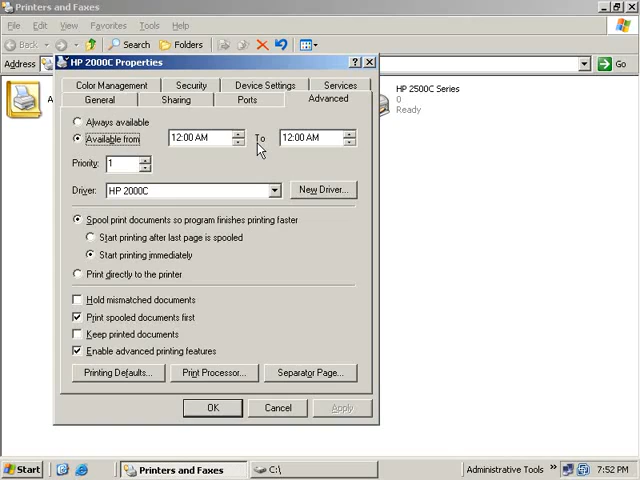 Printers and Faxes
File Edit View Favorites Tools Help
Back Search Folders
Address Go
HP 2000C Properties
Color Management Security Device Settings Services
General Sharing Ports Advanced
Always available
Available from 12:00 AM To 12:00 AM
Priority: 1
Driver: HP 2000C New Driver...
Spool print documents so program finishes printing faster
Start printing after last page is spooled
Start printing immediately
Print directly to the printer
Hold mismatched documents
Print spooled documents first
Keep printed documents
Enable advanced printing features
Printing Defaults... Print Processor... Separator Page...
OK Cancel Apply
HP 2500C Series
0
Ready
Start Printers and Faxes C:\ Administrative Tools » 7:52 PM